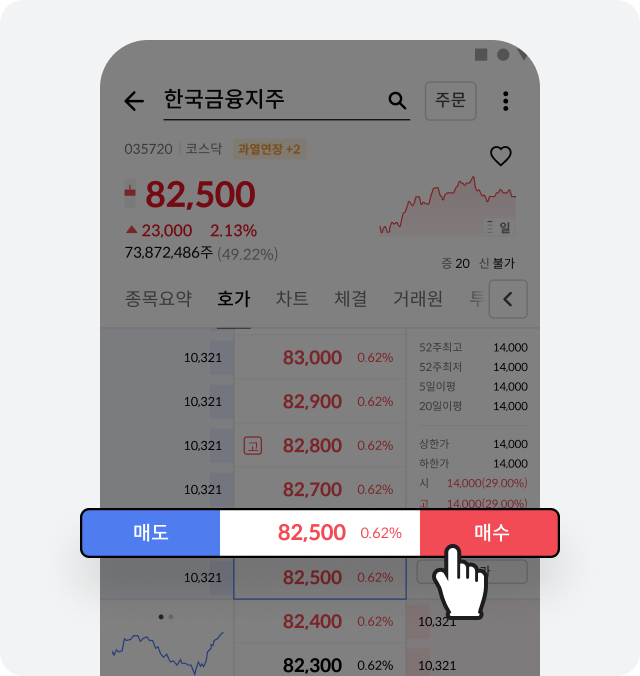 한국금융지주 주문
035720 코스닥 과열연장 +2
82,500
23,000 2.13%
73,872,486주 (49.22%)
일
증 20 신 불가
종목요약 호가 차트 체결 거래원
10,321 83,000 0.62%
10,321 82,900 0.62%
10,321 고 82,800 0.62%
10,321 82,700 0.62%
52주최고 14,000
52주최저 14,000
5일이평 14,000
20일이평 14,000
상한가 14,000
하한가 14,000
시 14,000(29.00%)
고 14,000(29.00%)
매도 82,500 0.62% 매수
10,321 82,500 0.62%
82,400 0.62% 10,321
82,300 0.62% 10,321